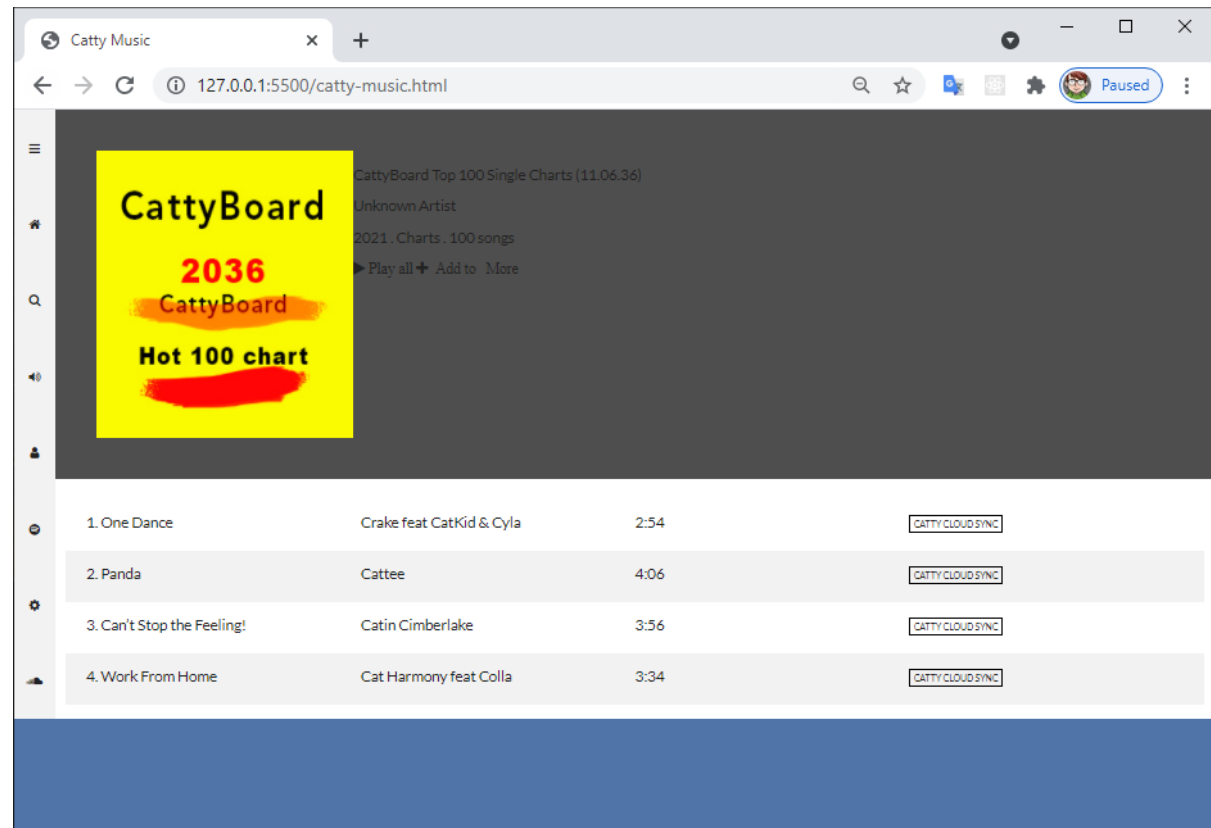 Catty Music
127.0.0.1:5500/catty-music.html
Paused
CattyBoard
2036
CattyBoard
Hot 100 chart
CattyBoard Top 100 Single Charts (11.06.36)
Unknown Artist
2021 . Charts . 100 songs
Play all Add to More
1. One Dance Crake feat CatKid & Cyla 2:54 CATTY CLOUD SYNC
2. Panda Cattee 4:06 CATTY CLOUD SYNC
3. Can't Stop the Feeling! Catin Cimberlake 3:56 CATTY CLOUD SYNC
4. Work From Home Cat Harmony feat Colla 3:34 CATTY CLOUD SYNC